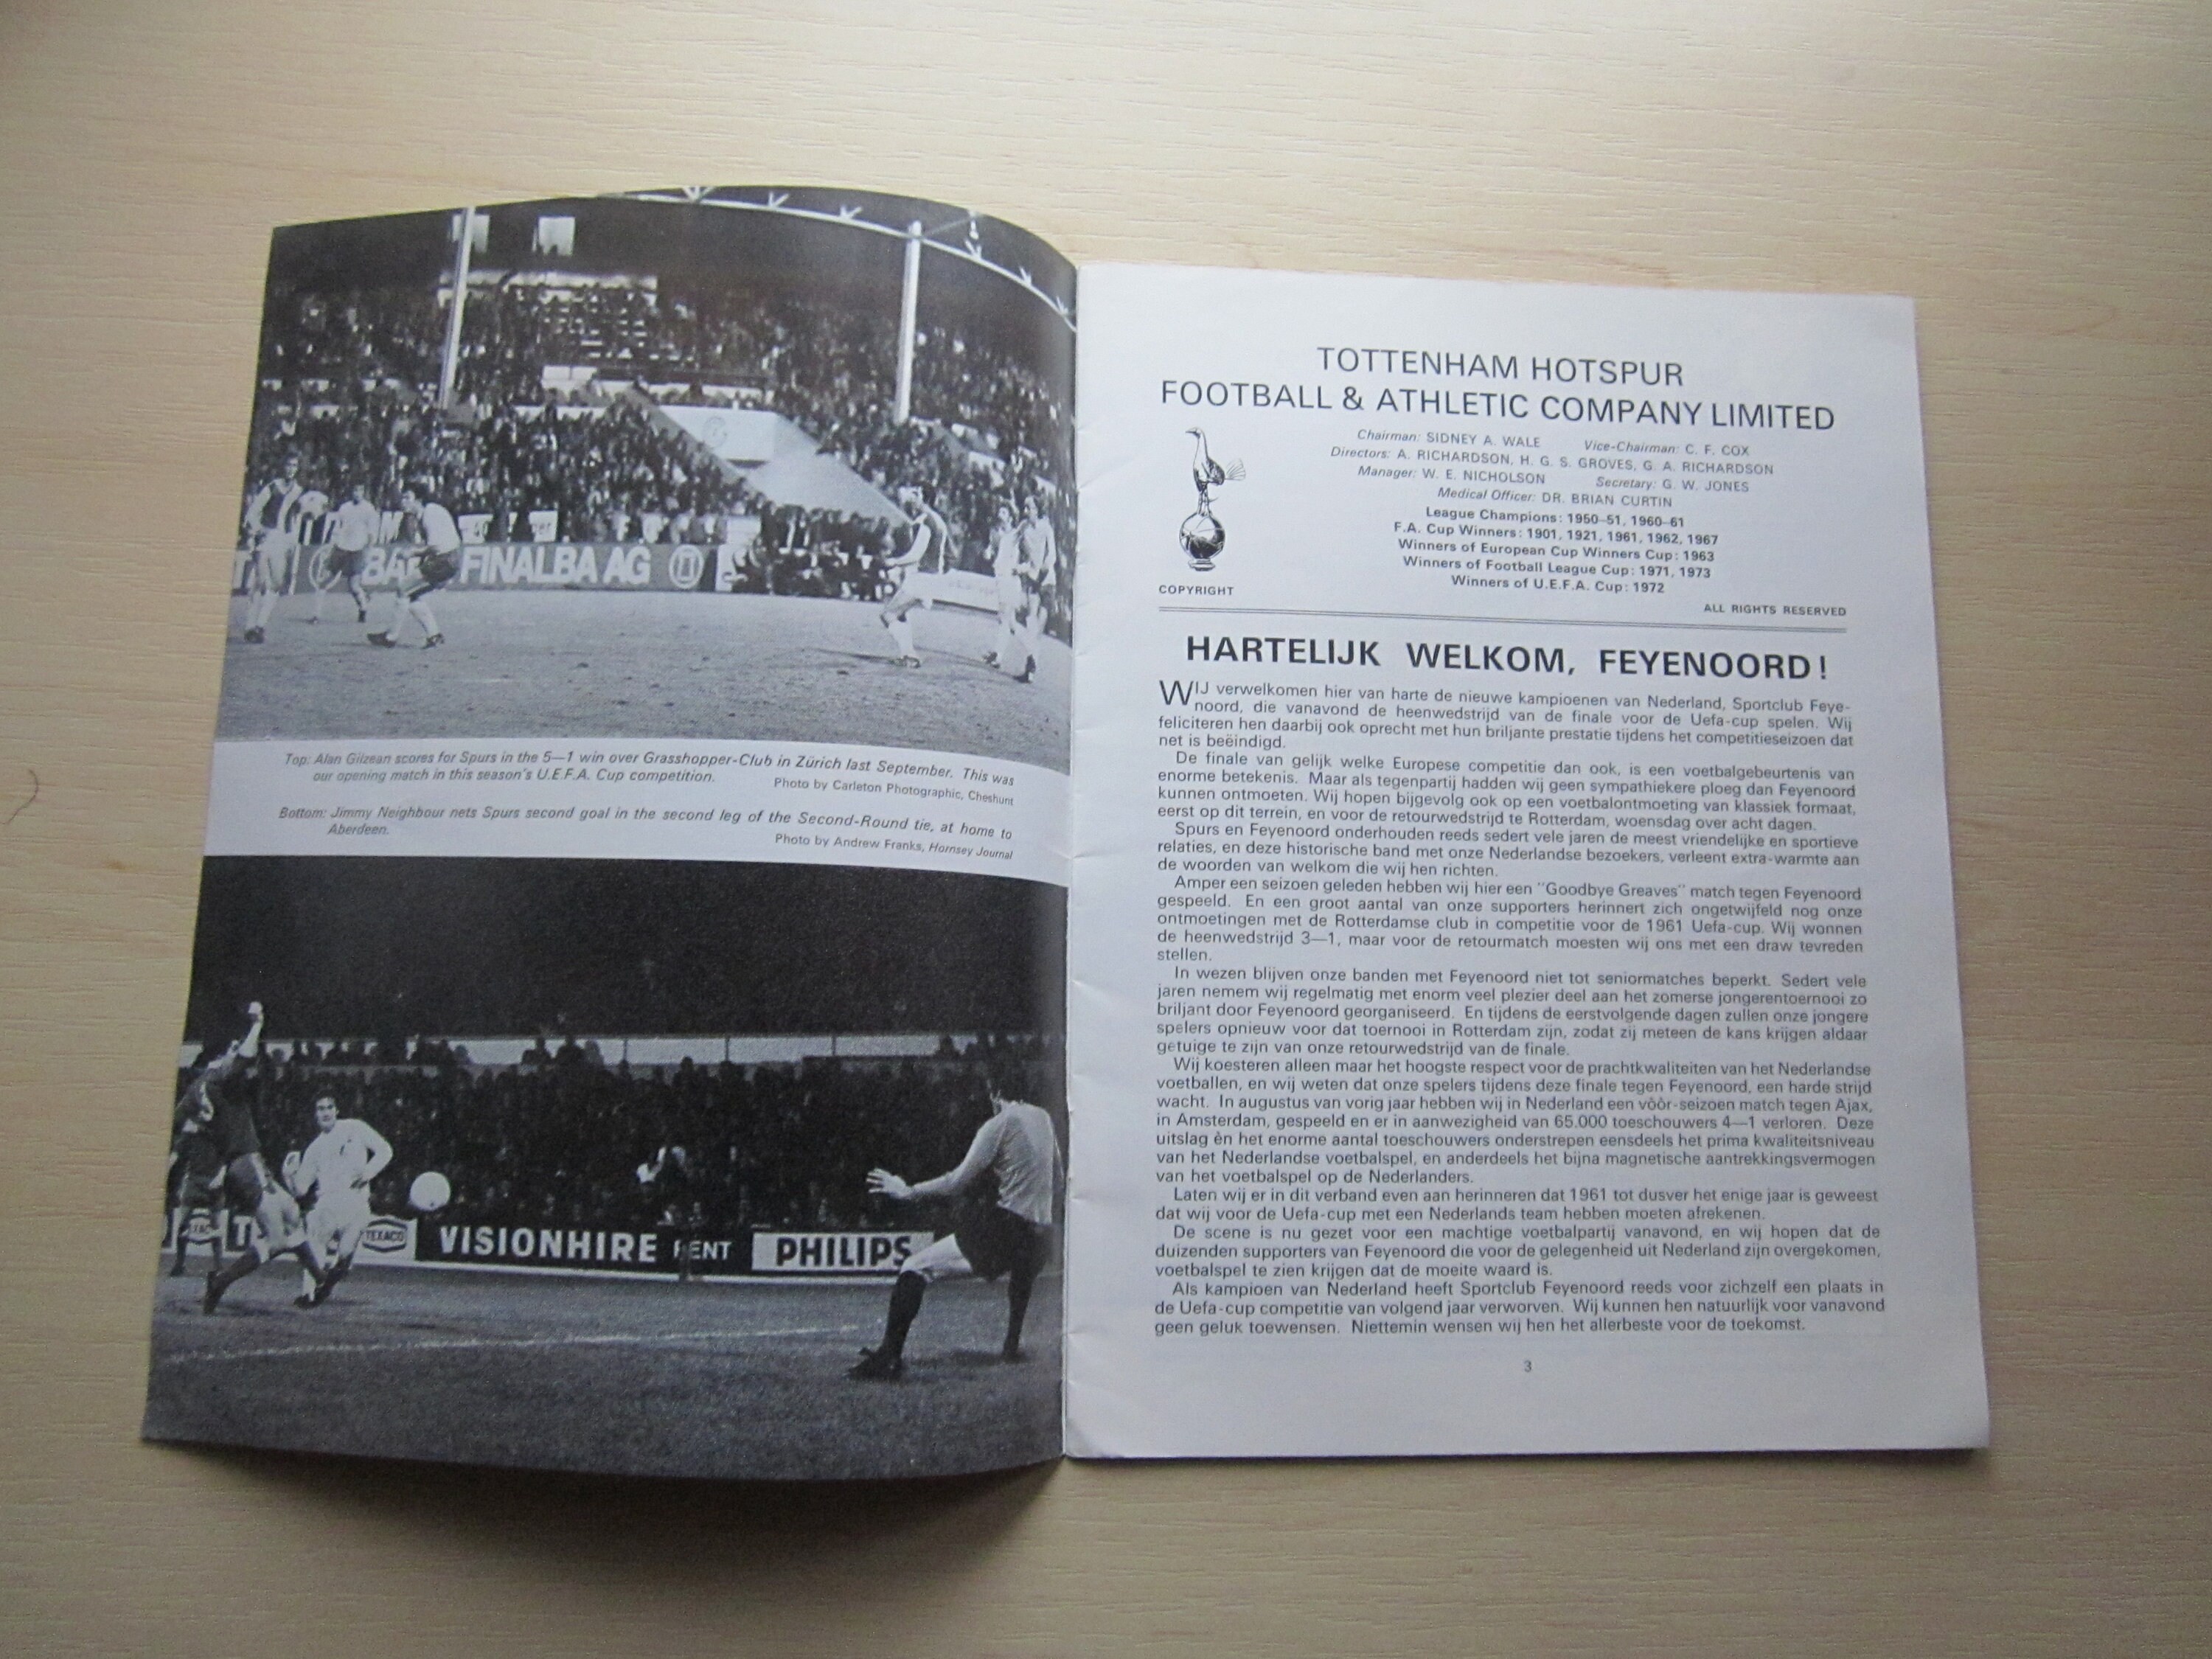 FINALBA AG
Top: Alan Gilzean scores for Spurs in the 5—1 win over Grasshopper-Club in Zürich last September. This was
our opening match in this season's U.E.F.A. Cup competition.
Photo by Carleton Photographic, Cheshunt
Bottom: Jimmy Neighbour nets Spurs second goal in the second leg of the Second-Round tie, at home to
Aberdeen.
Photo by Andrew Franks, Hornsey Journal
TEXACO
VISIONHIRE RENT
PHILIPS
TOTTENHAM HOTSPUR
FOOTBALL & ATHLETIC COMPANY LIMITED
Chairman: SIDNEY A. WALE Vice-Chairman: C. F. COX
Directors: A. RICHARDSON, H. G. S. GROVES, G. A. RICHARDSON
Manager: W. E. NICHOLSON Secretary: G. W. JONES
Medical Officer: DR. BRIAN CURTIN
League Champions: 1950–51, 1960–61
F.A. Cup Winners: 1901, 1921, 1961, 1962, 1967
Winners of European Cup Winners Cup: 1963
Winners of Football League Cup: 1971, 1973
Winners of U.E.F.A. Cup: 1972
COPYRIGHT
ALL RIGHTS RESERVED
HARTELIJK WELKOM, FEYENOORD!
WIJ verwelkomen hier van harte de nieuwe kampioenen van Nederland, Sportclub Feye-
noord, die vanavond de heenwedstrijd van de finale voor de Uefa-cup spelen. Wij
feliciteren hen daarbij ook oprecht met hun briljante prestatie tijdens het competitieseizoen dat
net is beëindigd.
De finale van gelijk welke Europese competitie dan ook, is een voetbalgebeurtenis van
enorme betekenis. Maar als tegenpartij hadden wij geen sympathiekere ploeg dan Feyenoord
kunnen ontmoeten. Wij hopen bijgevolg ook op een voetbalontmoeting van klassiek formaat,
eerst op dit terrein, en voor de retourwedstrijd te Rotterdam, woensdag over acht dagen.
Spurs en Feyenoord onderhouden reeds sedert vele jaren de meest vriendelijke en sportieve
relaties, en deze historische band met onze Nederlandse bezoekers, verleent extra-warmte aan
de woorden van welkom die wij hen richten.
Amper een seizoen geleden hebben wij hier een "Goodbye Greaves" match tegen Feyenoord
gespeeld. En een groot aantal van onze supporters herinnert zich ongetwijfeld nog onze
ontmoetingen met de Rotterdamse club in competitie voor de 1961 Uefa-cup. Wij wonnen
de heenwedstrijd 3—1, maar voor de retourmatch moesten wij ons met een draw tevreden
stellen.
In wezen blijven onze banden met Feyenoord niet tot seniormatches beperkt. Sedert vele
jaren nemem wij regelmatig met enorm veel plezier deel aan het zomerse jongerentoernooi zo
briljant door Feyenoord georganiseerd. En tijdens de eerstvolgende dagen zullen onze jongere
spelers opnieuw voor dat toernooi in Rotterdam zijn, zodat zij meteen de kans krijgen aldaar
getuige te zijn van onze retourwedstrijd van de finale.
Wij koesteren alleen maar het hoogste respect voor de prachtkwaliteiten van het Nederlandse
voetballen, en wij weten dat onze spelers tijdens deze finale tegen Feyenoord, een harde strijd
wacht. In augustus van vorig jaar hebben wij in Nederland een vôôr-seizoen match tegen Ajax,
in Amsterdam, gespeeld en er in aanwezigheid van 65.000 toeschouwers 4—1 verloren. Deze
uitslag èn het enorme aantal toeschouwers onderstrepen eensdeels het prima kwaliteitsniveau
van het Nederlandse voetbalspel, en anderdeels het bijna magnetische aantrekkingsvermogen
van het voetbalspel op de Nederlanders.
Laten wij er in dit verband even aan herinneren dat 1961 tot dusver het enige jaar is geweest
dat wij voor de Uefa-cup met een Nederlands team hebben moeten afrekenen.
De scene is nu gezet voor een machtige voetbalpartij vanavond, en wij hopen dat de
duizenden supporters van Feyenoord die voor de gelegenheid uit Nederland zijn overgekomen,
voetbalspel te zien krijgen dat de moeite waard is.
Als kampioen van Nederland heeft Sportclub Feyenoord reeds voor zichzelf een plaats in
de Uefa-cup competitie van volgend jaar verworven. Wij kunnen hen natuurlijk voor vanavond
geen geluk toewensen. Niettemin wensen wij hen het allerbeste voor de toekomst.
3